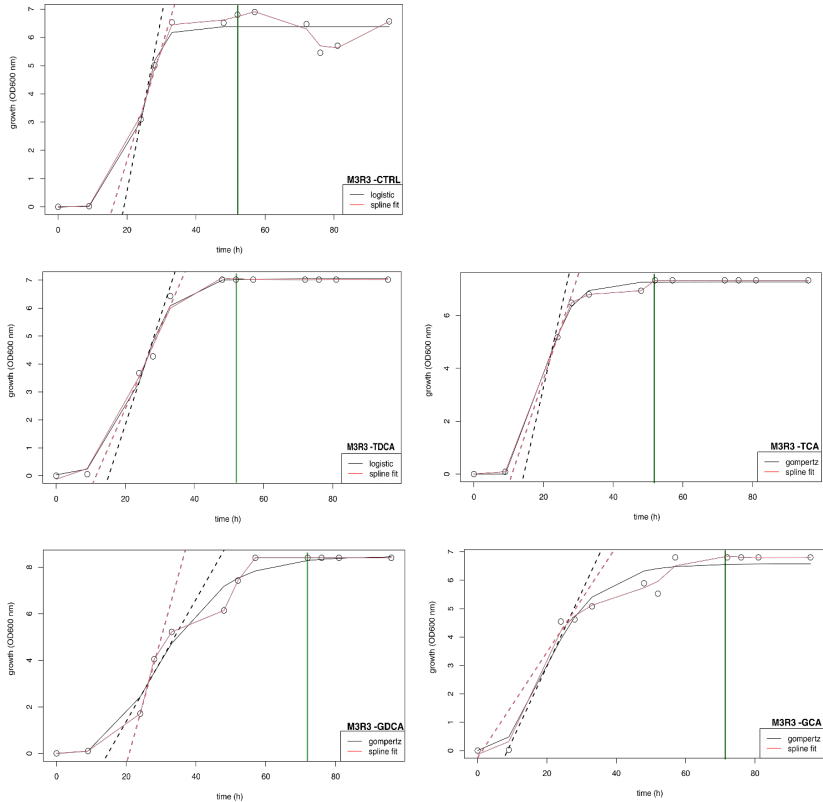 7
6
5
4
3
2
1
0
growth (OD600 nm)
M3R3 -CTRL
logistic
spline fit
0 20 40 60 80
time (h)
7
6
5
4
3
2
1
0
growth (OD600 nm)
M3R3 -TDCA
logistic
spline fit
0 20 40 60 80
time (h)
6
4
2
0
growth (OD600 nm)
M3R3 -TCA
gompertz
spline fit
0 20 40 60 80
time (h)
8
6
4
2
0
growth (OD600 nm)
M3R3 -GDCA
gompertz
spline fit
0 20 40 60 80
time (h)
7
6
5
4
3
2
1
0
growth (OD600 nm)
M3R3 -GCA
gompertz
spline fit
0 20 40 60 80
time (h)